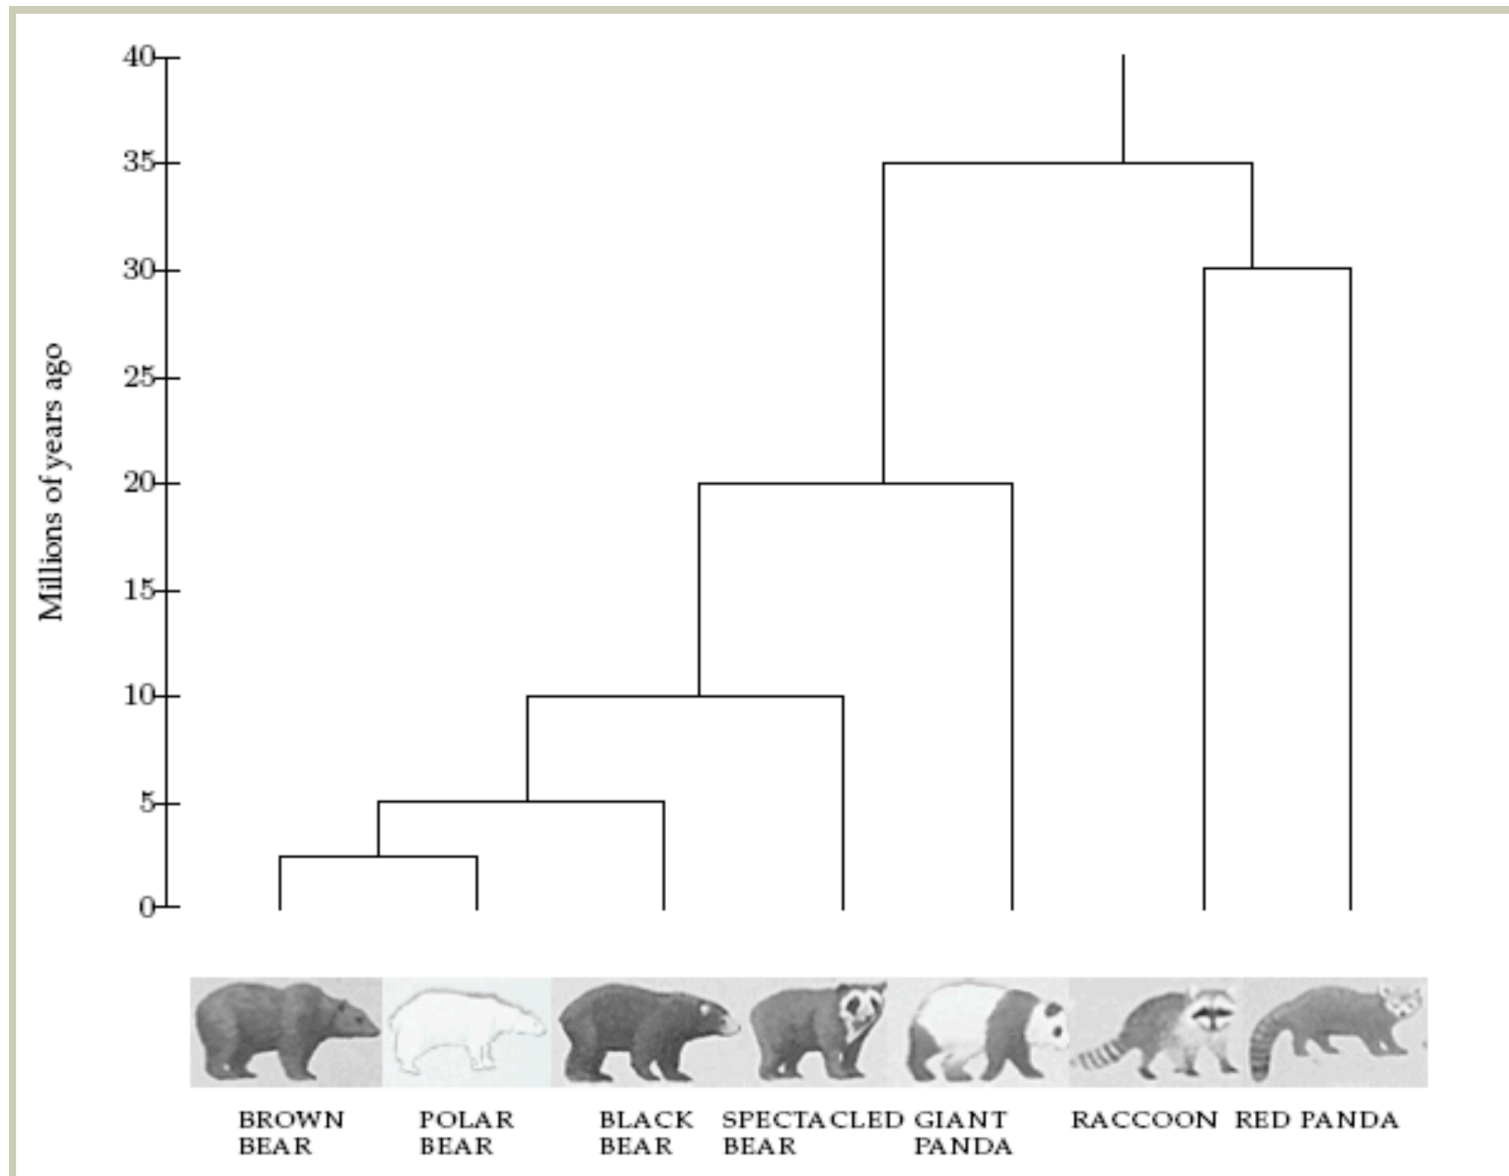 40
35
30
25
20
15
10
5
0
Millions of years ago
BROWN
BEAR
POLAR
BEAR
BLACK
BEAR
SPECTACLED
BEAR
GIANT
PANDA
RACCOON
RED PANDA